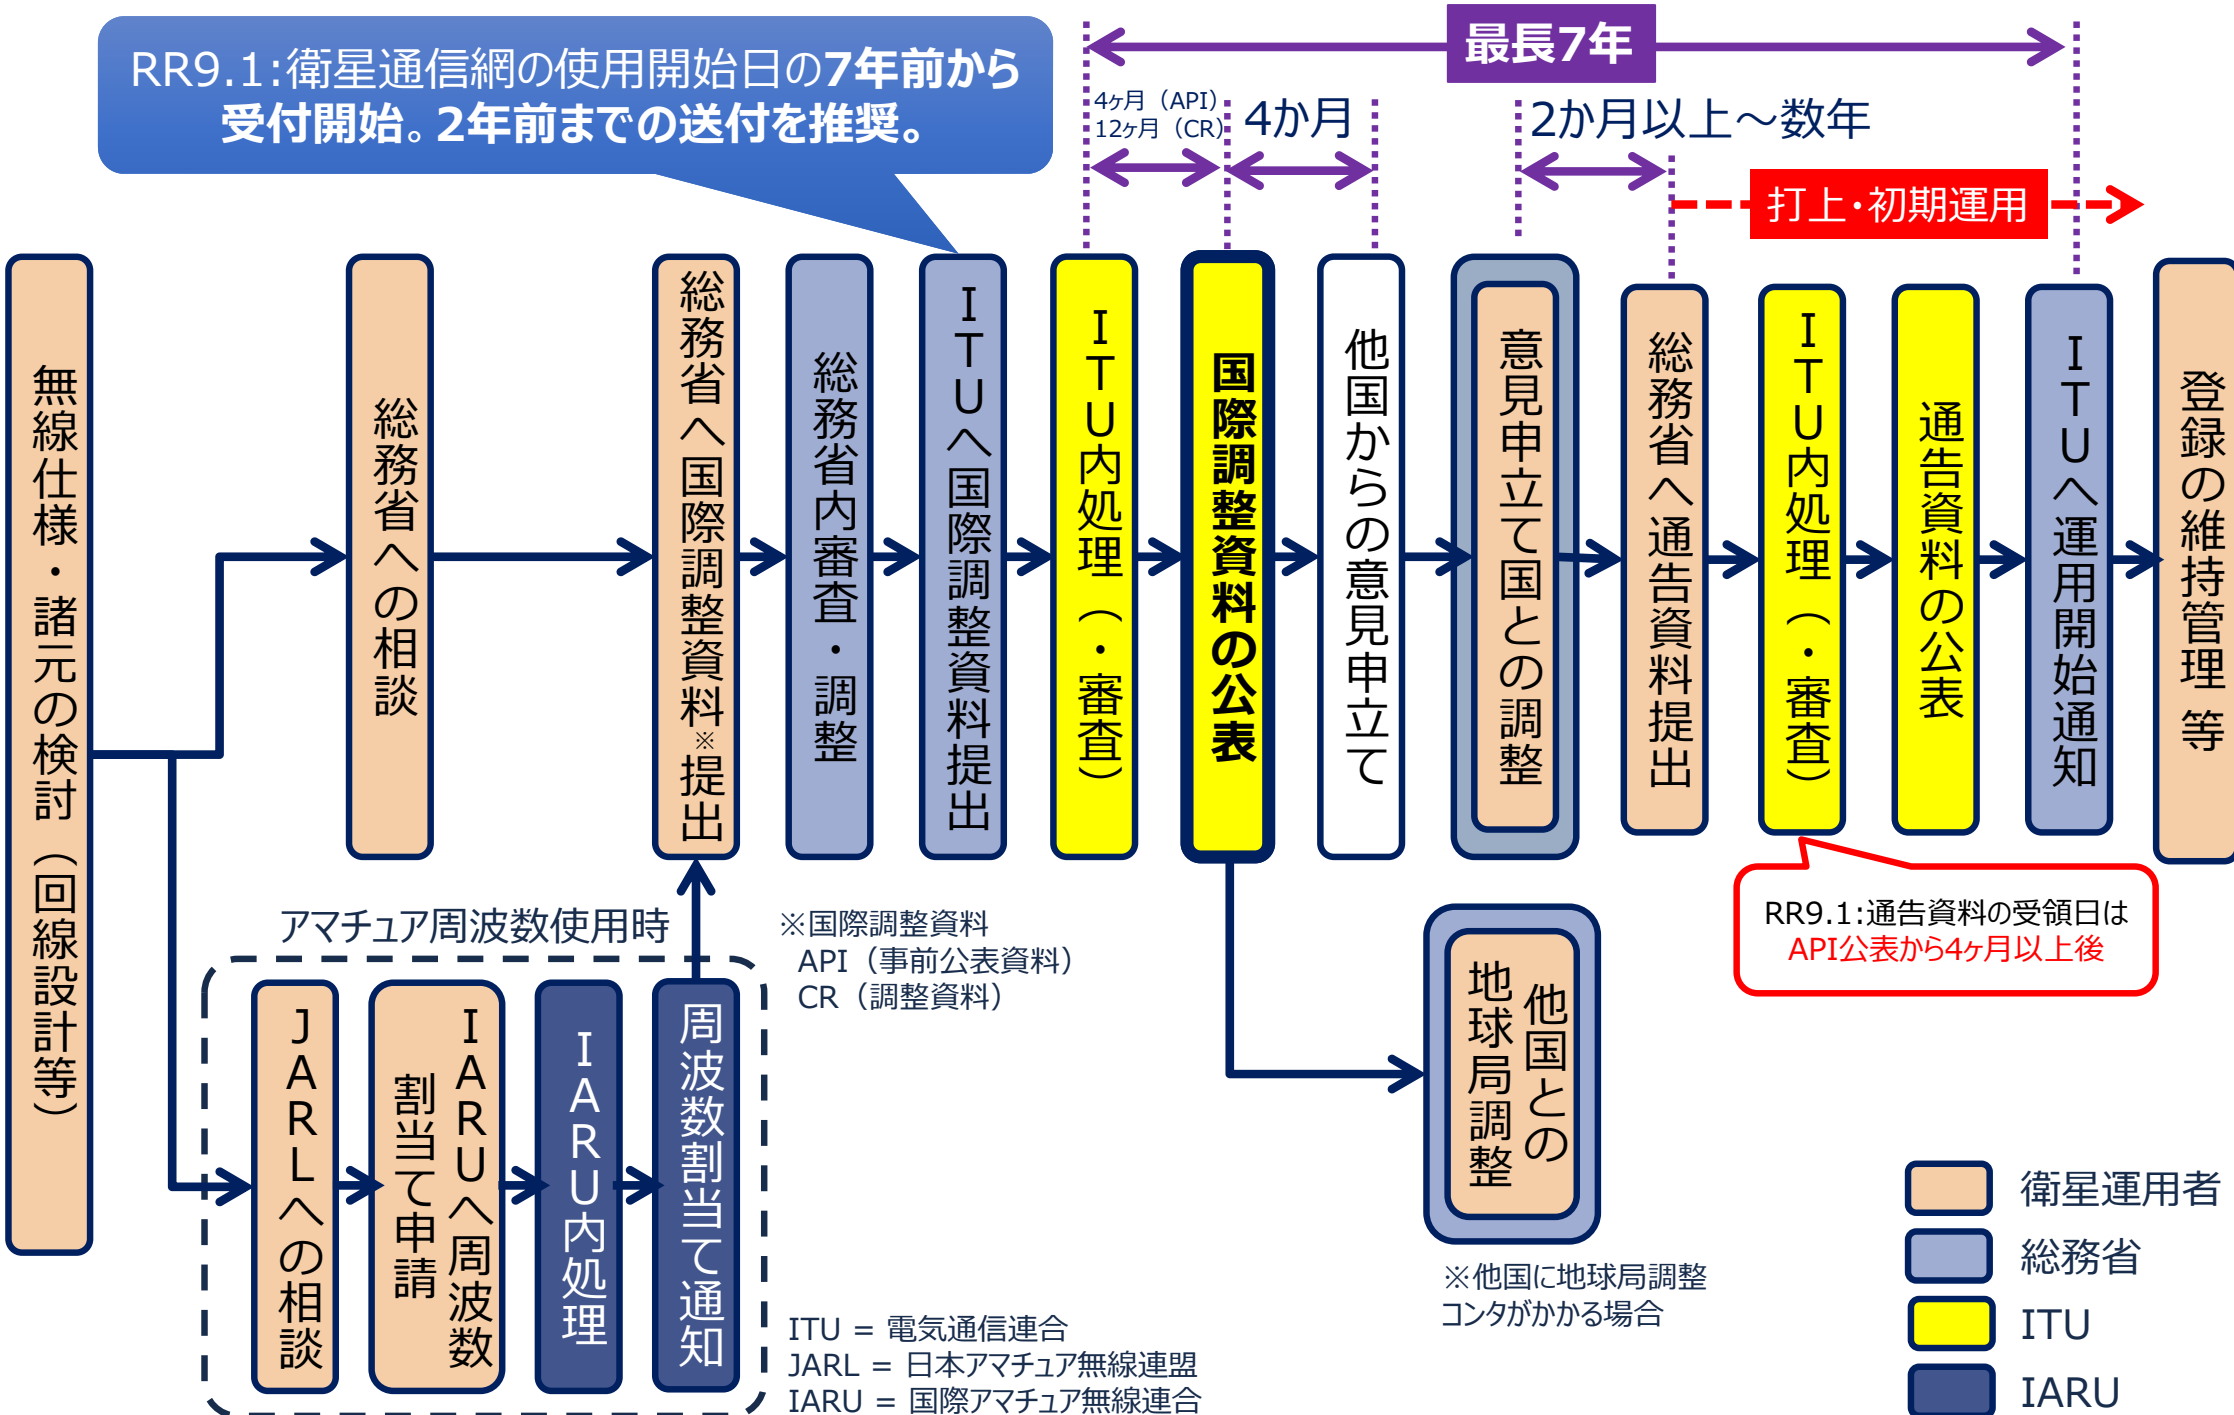 RR9.1:衛星通信網の使用開始日の7年前から
受付開始。2年前までの送付を推奨。
最長7年
4ヶ月（API）
12ヶ月（CR）
4か月
2か月以上～数年
打上・初期運用
無線仕様・諸元の検討（回線設計等）
総務省への相談
総務省へ国際調整資料※提出
総務省内審査・調整
ITUへ国際調整資料提出
ITU内処理（・審査）
国際調整資料の公表
他国からの意見申立て
意見申立て国との調整
総務省へ通告資料提出
ITU内処理（・審査）
通告資料の公表
ITUへ運用開始通知
登録の維持管理 等
RR9.1:通告資料の受領日は
API公表から4ヶ月以上後
アマチュア周波数使用時
JARLへの相談
IARUへ周波数
割当て申請
IARU内処理
周波数割当て通知
※国際調整資料
API（事前公表資料）
CR（調整資料）
他国との
地球局調整
※他国に地球局調整
コンタがかかる場合
ITU = 電気通信連合
JARL = 日本アマチュア無線連盟
IARU = 国際アマチュア無線連合
衛星運用者
総務省
ITU
IARU